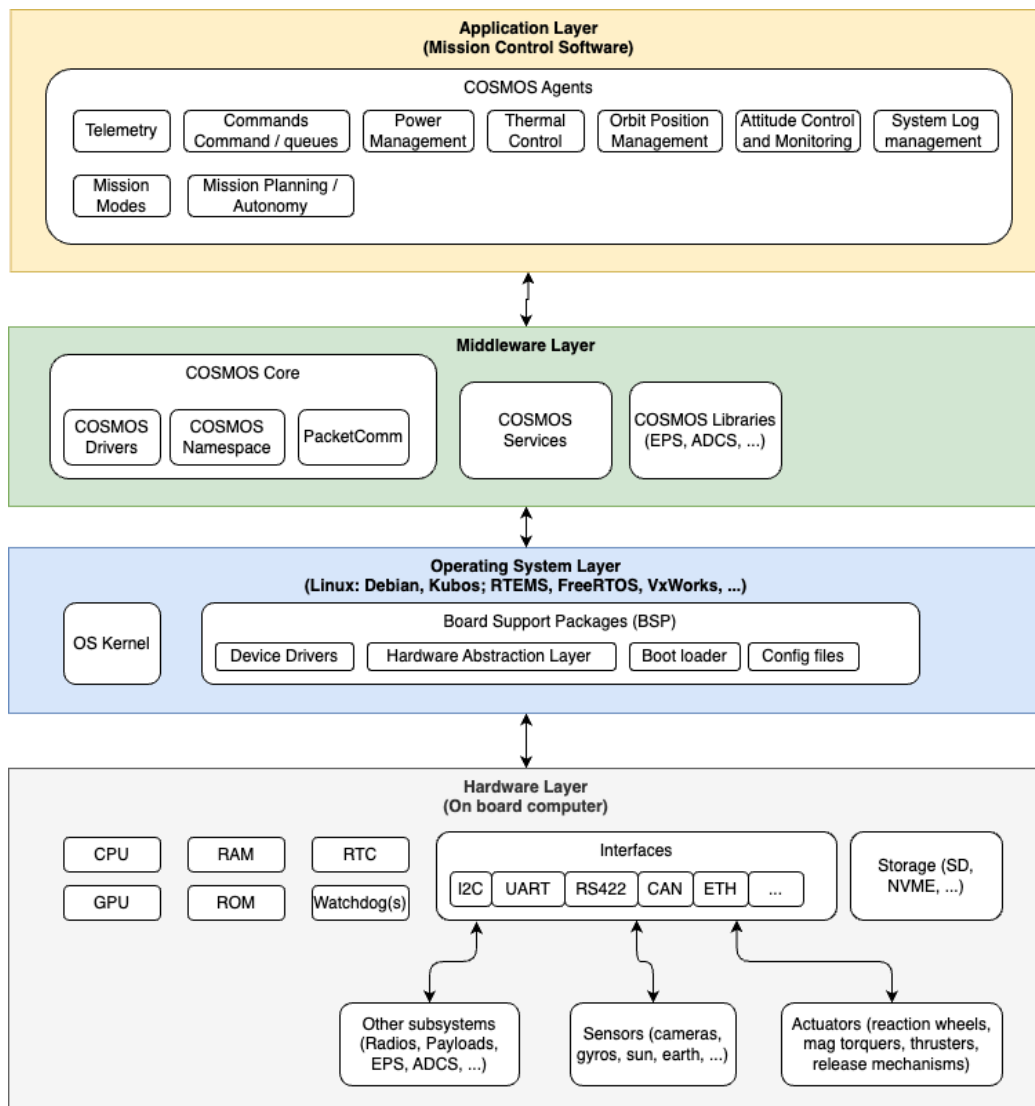 Application Layer
(Mission Control Software)
COSMOS Agents
Telemetry
Commands
Command / queues
Power
Management
Thermal
Control
Orbit Position
Management
Attitude Control
and Monitoring
System Log
management
Mission
Modes
Mission Planning /
Autonomy
Middleware Layer
COSMOS Core
COSMOS
Drivers
COSMOS
Namespace
PacketComm
COSMOS
Services
COSMOS Libraries
(EPS, ADCS, ...)
Operating System Layer
(Linux: Debian, Kubos; RTEMS, FreeRTOS, VxWorks, ...)
OS Kernel
Board Support Packages (BSP)
Device Drivers
Hardware Abstraction Layer
Boot loader
Config files
Hardware Layer
(On board computer)
CPU
RAM
RTC
GPU
ROM
Watchdog(s)
Interfaces
I2C
UART
RS422
CAN
ETH
...
Storage (SD,
NVME, ...)
Other subsystems
(Radios, Payloads,
EPS, ADCS, ...)
Sensors (cameras,
gyros, sun, earth, ...)
Actuators (reaction wheels,
mag torquers, thrusters,
release mechanisms)